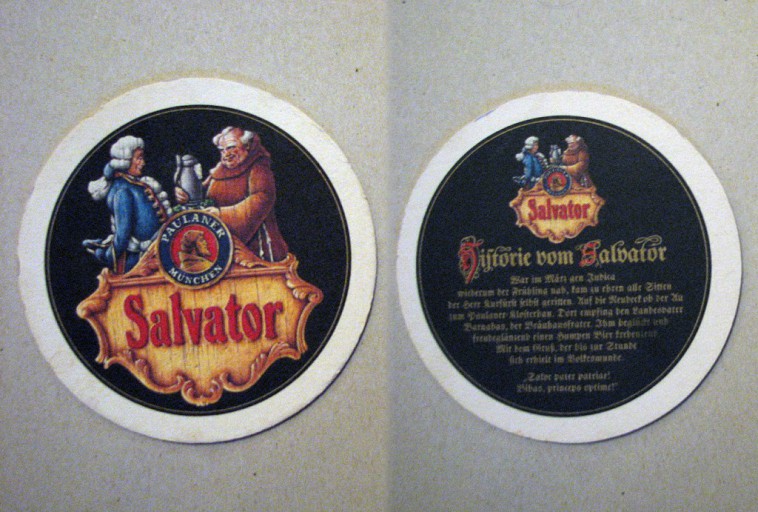 PAULANER
MÜNCHEN
Salvator
Salvator
Historie vom Salvator
War im März gen Judica
wiederum der Frühling nah, kam zu ehren alle Sitten
der Herr Kurfürst selbst geritten. Auf die Neudeck ob der Au
zum Paulaner Klosterbau. Dort empfing den Landesvater
Barnabas, der Bräuhausfrater. Ihm beglückt und
freudeglänzend einen Humpen Bier kredenzend.
Mit dem Gruß, der bis zur Stunde
sich erhielt im Volksmunde.
„Salve pater patriae!
Bibas, princeps optime!"